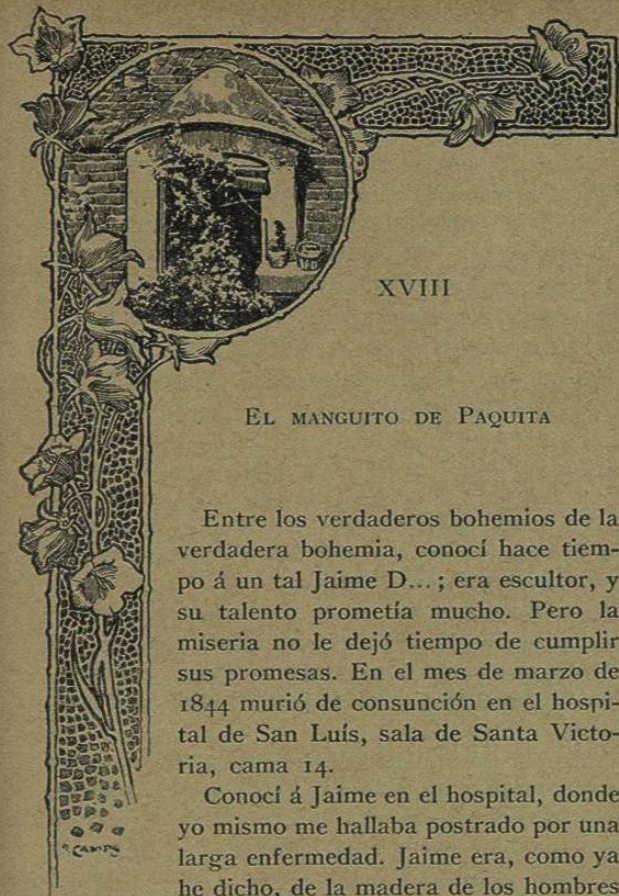 XVIII
El manguito de Paquita
Entre los verdaderos bohemios de la
verdadera bohemia, conocí hace tiem-
po á un tal Jaime D...; era escultor, y
su talento prometía mucho. Pero la
miseria no le dejó tiempo de cumplir
sus promesas. En el mes de marzo de
1844 murió de consunción en el hospi-
tal de San Luís, sala de Santa Victo-
ria, cama 14.
Conocí á Jaime en el hospital, donde
yo mismo me hallaba postrado por una
larga enfermedad. Jaime era, como ya
he dicho, de la madera de los hombres